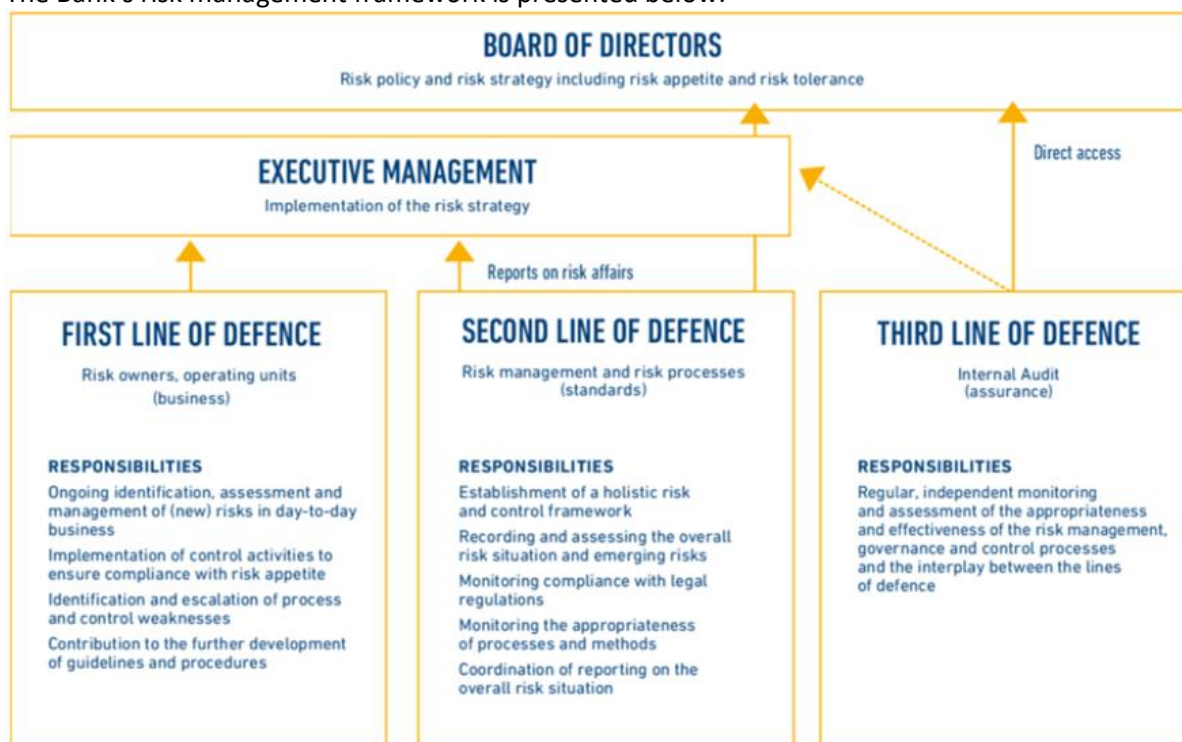 The Bank's risk management framework is presented below:
BOARD OF DIRECTORS
Risk policy and risk strategy including risk appetite and risk tolerance
Direct access
EXECUTIVE MANAGEMENT
Implementation of the risk strategy
Reports on risk affairs
FIRST LINE OF DEFENCE
Risk owners, operating units
(business)
RESPONSIBILITIES
Ongoing identification, assessment and
management of (new) risks in day-to-day
business
Implementation of control activities to
ensure compliance with risk appetite
Identification and escalation of process
and control weaknesses
Contribution to the further development
of guidelines and procedures
SECOND LINE OF DEFENCE
Risk management and risk processes
(standards)
RESPONSIBILITIES
Establishment of a holistic risk
and control framework
Recording and assessing the overall
risk situation and emerging risks
Monitoring compliance with legal
regulations
Monitoring the appropriateness
of processes and methods
Coordination of reporting on the
overall risk situation
THIRD LINE OF DEFENCE
Internal Audit
(assurance)
RESPONSIBILITIES
Regular, independent monitoring
and assessment of the appropriateness
and effectiveness of the risk management,
governance and control processes
and the interplay between the lines
of defence